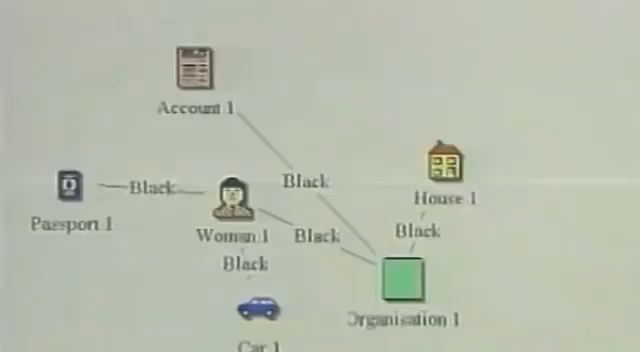 Account 1
Black
Black
House 1
Passport 1
Woman 1
Black
Black
Black
Organisation 1
Car 1